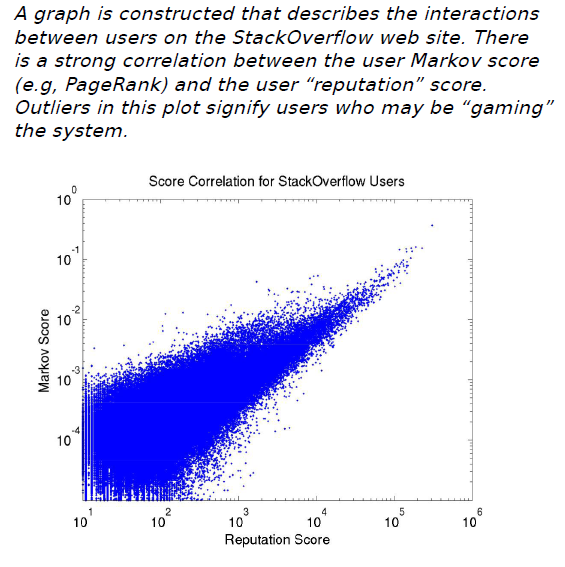 A graph is constructed that describes the interactions
between users on the StackOverflow web site. There
is a strong correlation between the user Markov score
(e.g, PageRank) and the user “reputation” score.
Outliers in this plot signify users who may be “gaming”
the system.
Score Correlation for StackOverflow Users
10^0
10^-1
10^-2
10^-3
10^-4
Markov Score
10^1 10^2 10^3 10^4 10^5 10^6
Reputation Score